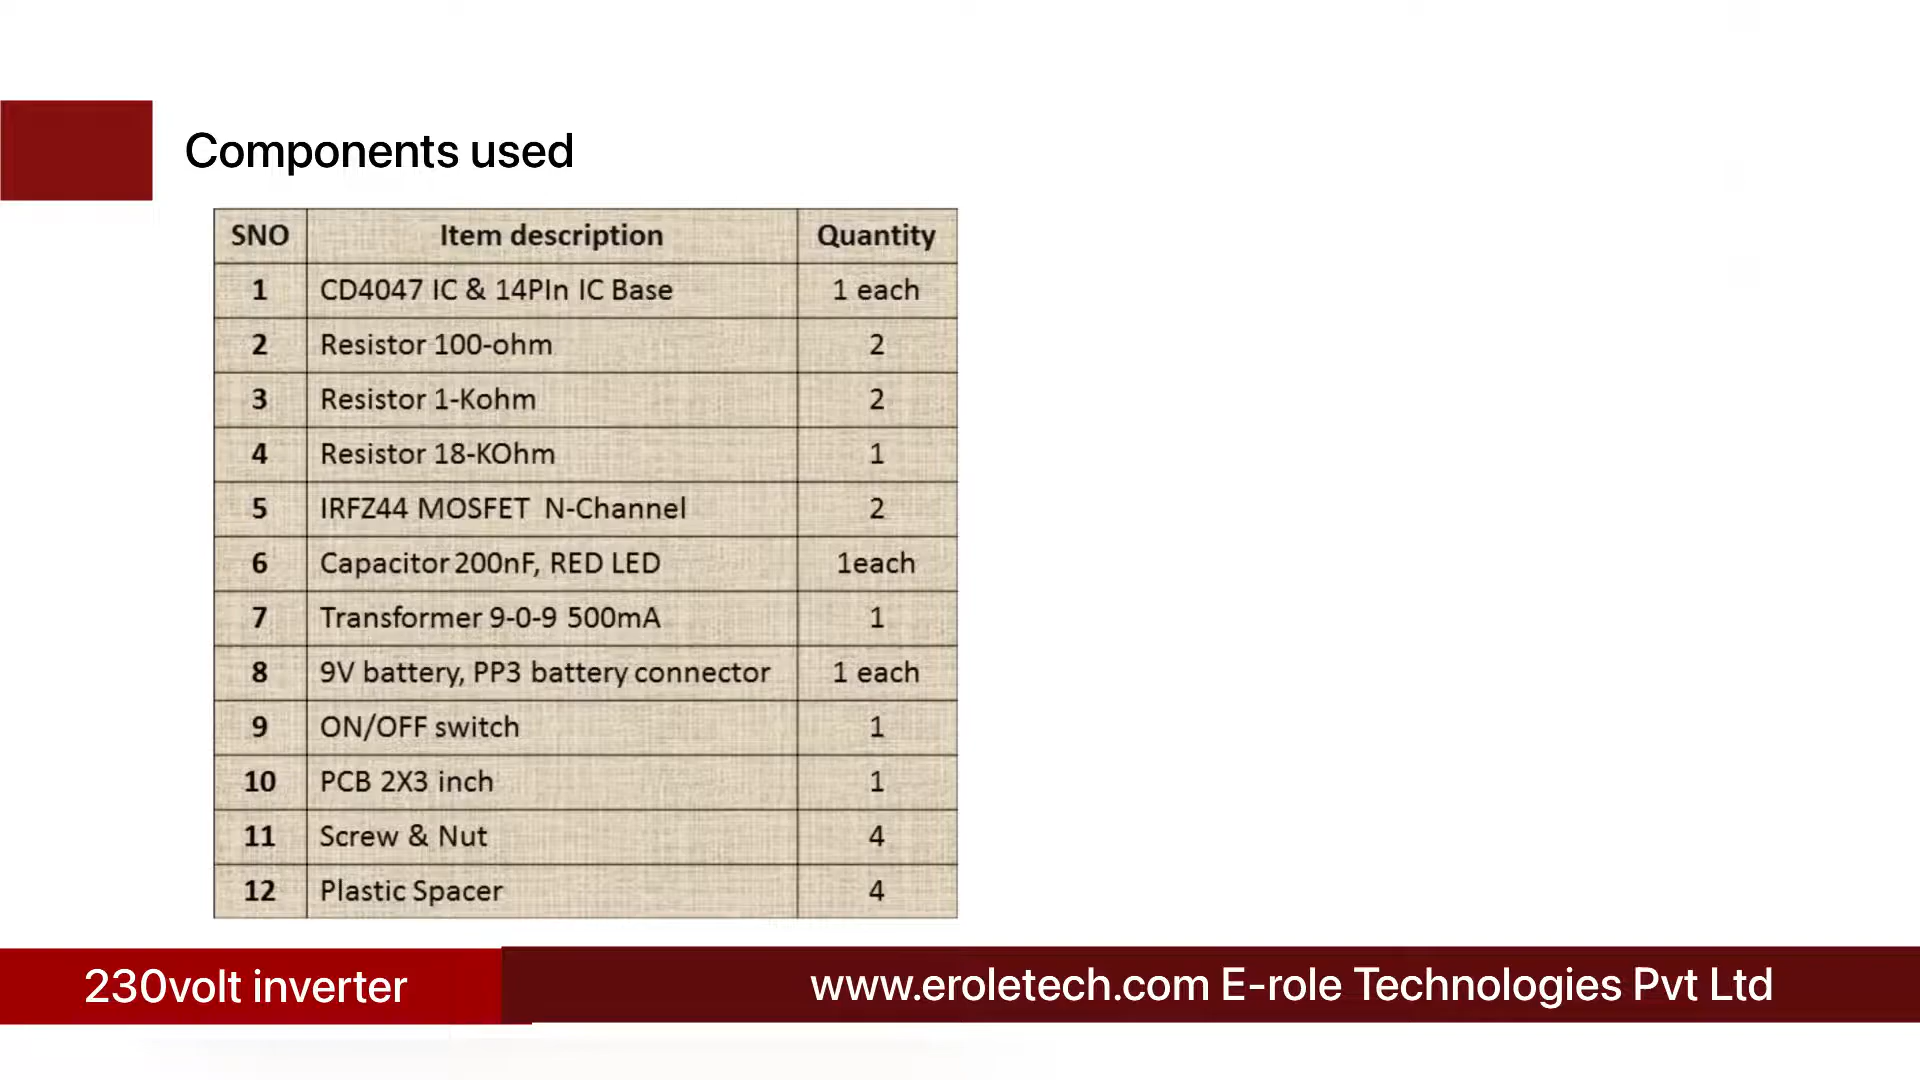 Components used
SNO Item description Quantity
1 CD4047 IC & 14PIn IC Base 1 each
2 Resistor 100-ohm 2
3 Resistor 1-Kohm 2
4 Resistor 18-KOhm 1
5 IRFZ44 MOSFET N-Channel 2
6 Capacitor 200nF, RED LED 1each
7 Transformer 9-0-9 500mA 1
8 9V battery, PP3 battery connector 1 each
9 ON/OFF switch 1
10 PCB 2X3 inch 1
11 Screw & Nut 4
12 Plastic Spacer 4
230volt inverter www.eroletech.com E-role Technologies Pvt Ltd